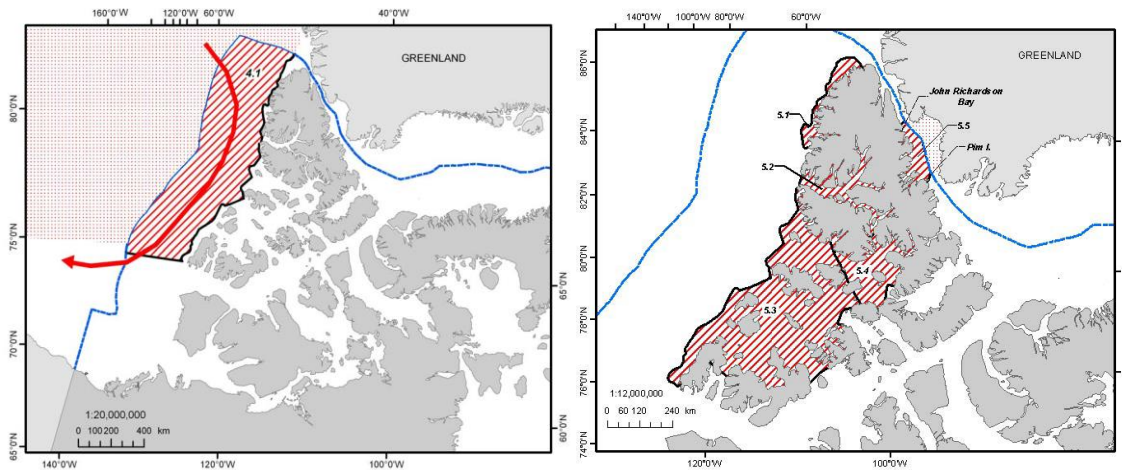 160°0'W 120°0'W 60°0'W 40°0'W
GREENLAND
4.1
80°0'N
75°0'N
70°0'N
65°0'N
65°0'N
60°0'N
1:20,000,000
0 100 200 400 km
140°0'W 120°0'W 100°0'W
140°0'W 120°0'W 100°0'W 80°0'W 60°0'W
GREENLAND
John Richardson
Bay
5.1
5.5
Pim I.
5.2
5.4
5.3
86°0'N
84°0'N
82°0'N
80°0'N
78°0'N
76°0'N
74°0'N
1:12,000,000
0 60 120 240 km
120°0'W 100°0'W